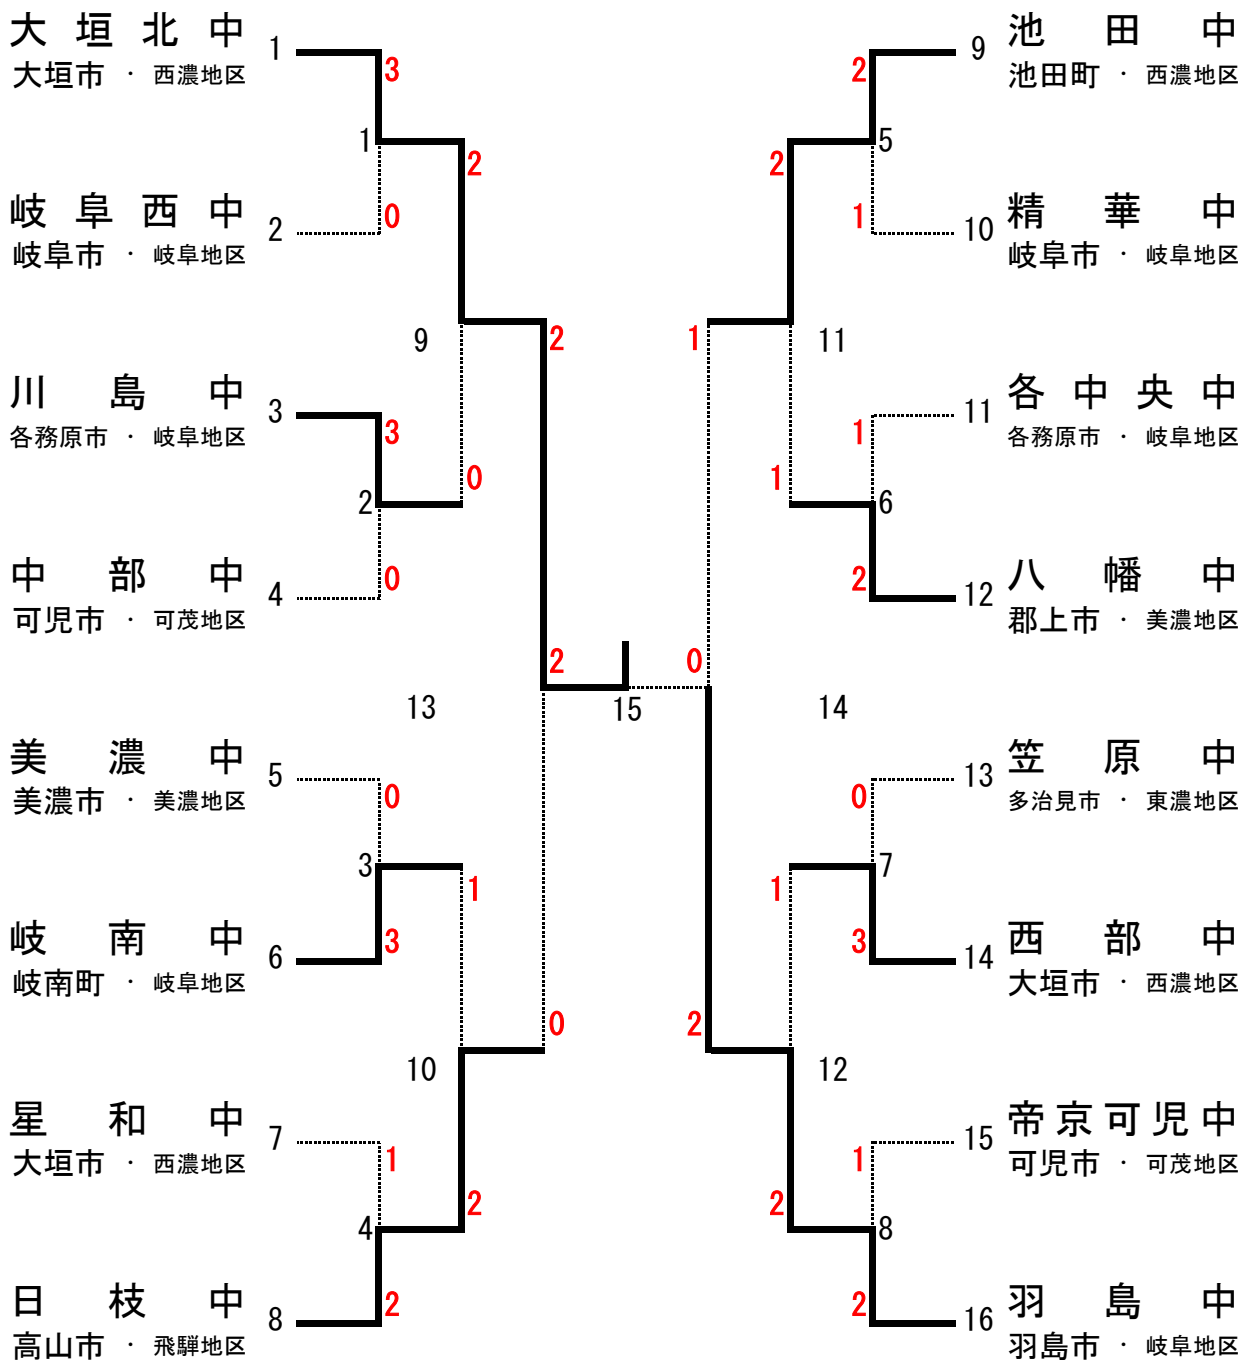 大垣北中 1
大垣市 ・ 西濃地区
3
1
2
岐阜西中 2
岐阜市 ・ 岐阜地区
0
9
2
川島中 3
各務原市 ・ 岐阜地区
3
2
0
中部中 4
可児市 ・ 可茂地区
0
2
13
美濃中 5
美濃市 ・ 美濃地区
0
3
1
岐南中 6
岐南町 ・ 岐阜地区
3
0
10
星和中 7
大垣市 ・ 西濃地区
1
4
2
日枝中 8
高山市 ・ 飛騨地区
2
15
9 池田中
池田町 ・ 西濃地区
2
5
2
10 精華中
岐阜市 ・ 岐阜地区
1
11
1
11 各中央中
各務原市 ・ 岐阜地区
1
6
1
12 八幡中
郡上市 ・ 美濃地区
2
0
14
13 笠原中
多治見市 ・ 東濃地区
0
7
1
14 西部中
大垣市 ・ 西濃地区
3
2
12
15 帝京可児中
可児市 ・ 可茂地区
1
8
2
16 羽島中
羽島市 ・ 岐阜地区
2